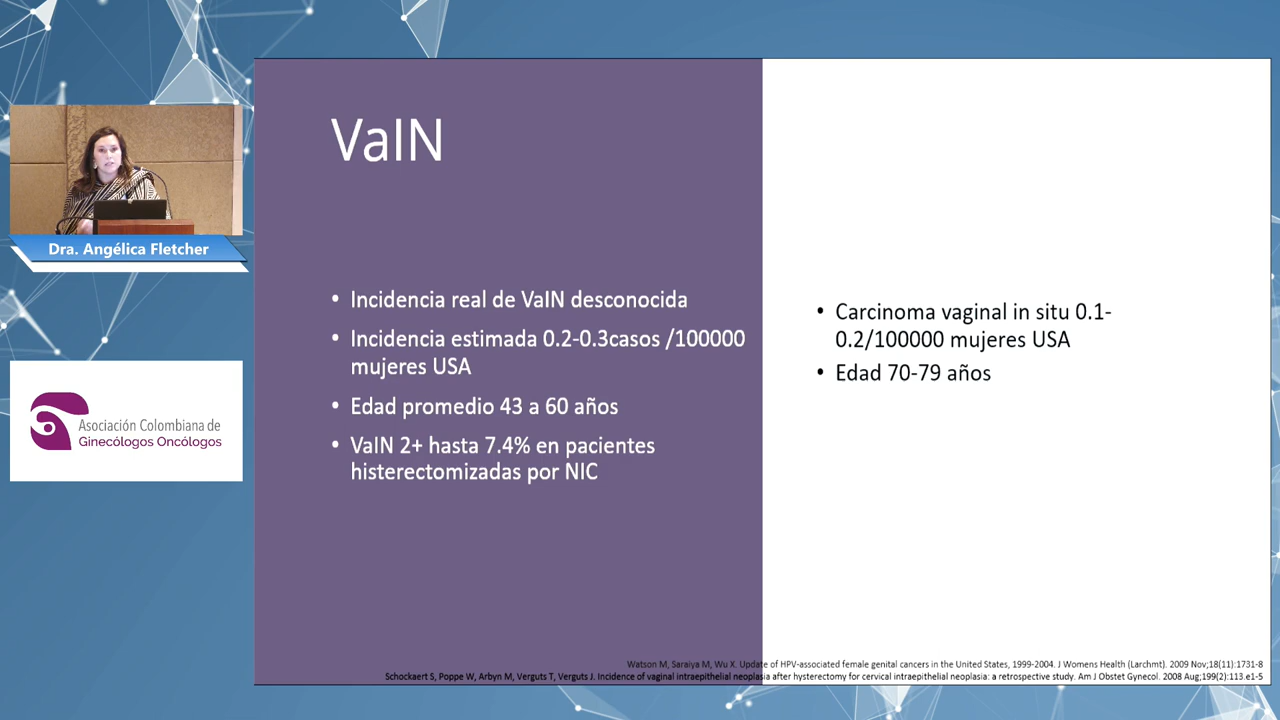 VaIN
• Incidencia real de VaIN desconocida
• Incidencia estimada 0.2-0.3casos /100000
mujeres USA
• Edad promedio 43 a 60 años
• VaIN 2+ hasta 7.4% en pacientes
histerectomizadas por NIC
• Carcinoma vaginal in situ 0.1-
0.2/100000 mujeres USA
• Edad 70-79 años
Dra. Angélica Fletcher
Asociación Colombiana de
Ginecólogos Oncólogos
Watson M, Saraiya M, Wu X. Update of HPV-associated female genital cancers in the United States, 1999-2004. J Womens Health (Larchmt). 2009 Nov;18(11):1731-8
Schockaert S, Poppe W, Arbyn M, Verguts T, Verguts J. Incidence of vaginal intraepithelial neoplasia after hysterectomy for cervical intraepithelial neoplasia: a retrospective study. Am J Obstet Gynecol. 2008 Aug;199(2):113.e1-5